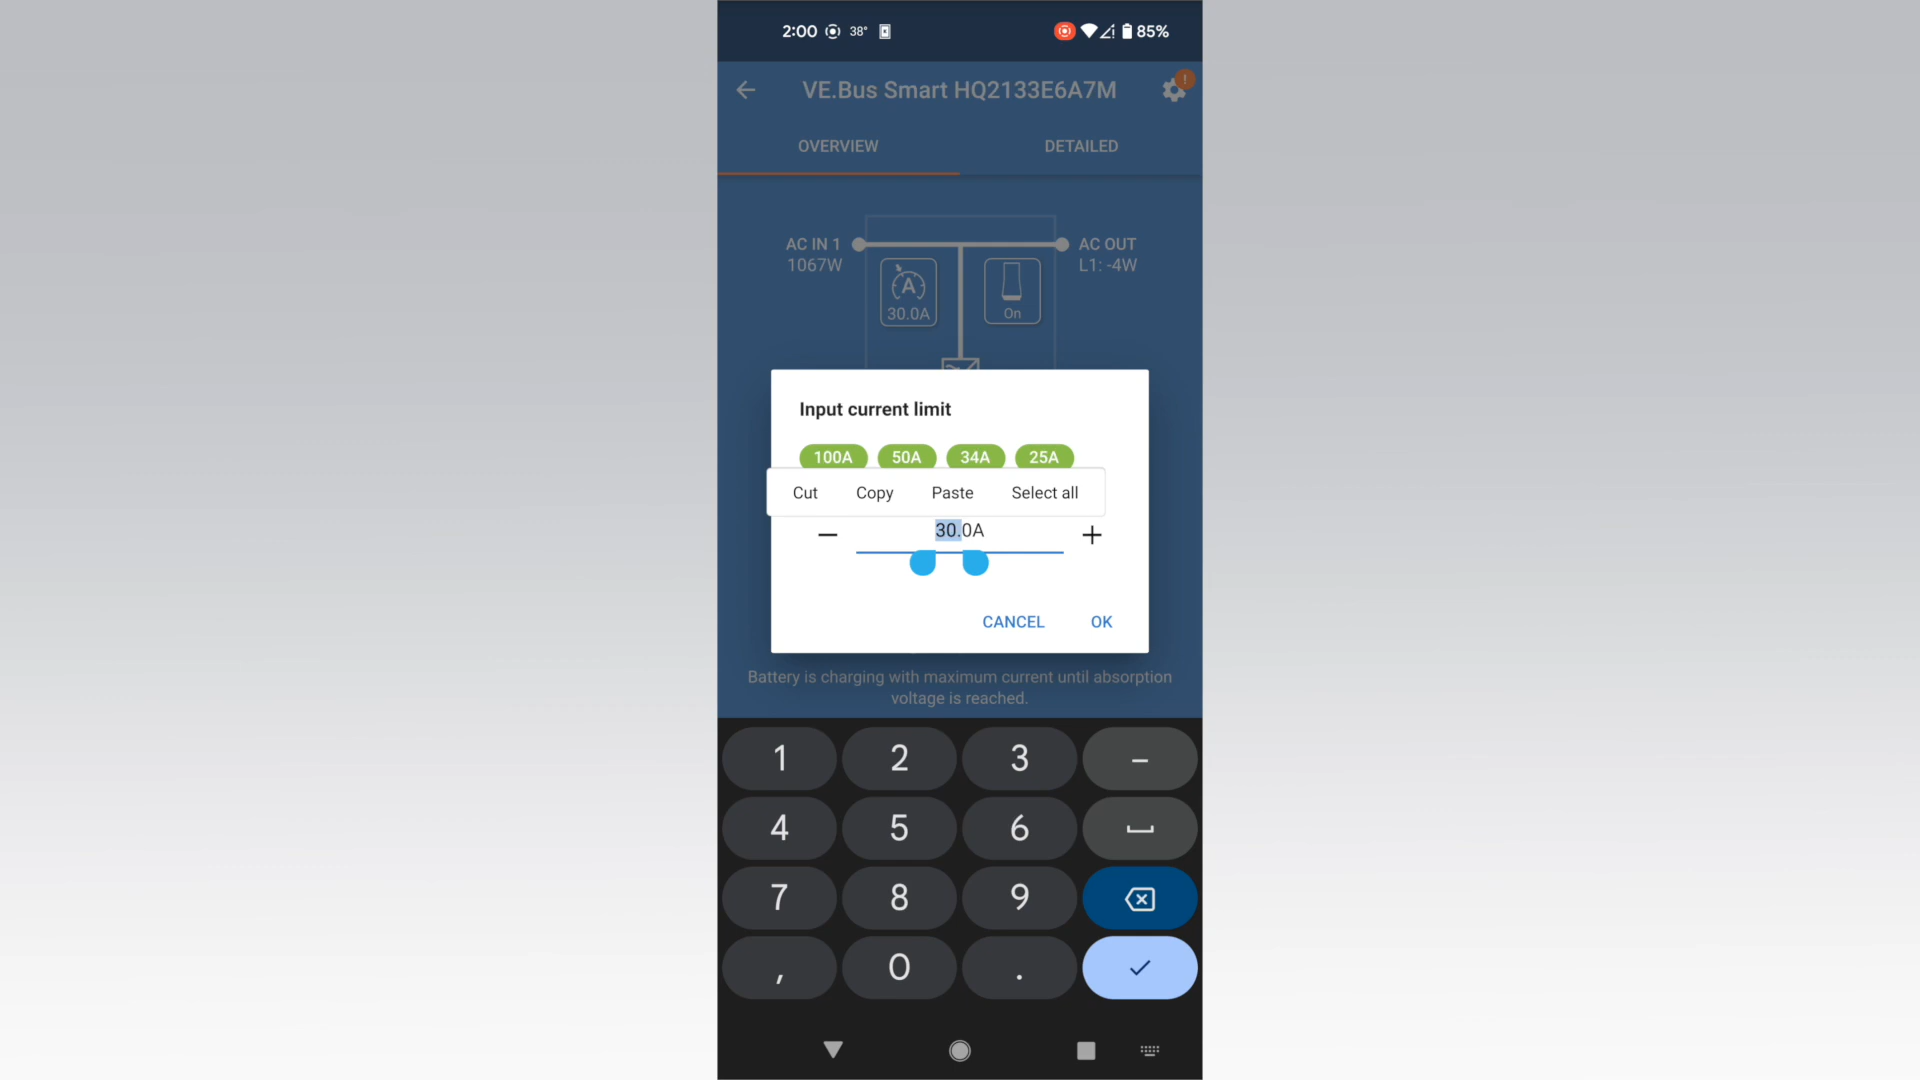 2:00 38° 85%
VE.Bus Smart HQ2133E6A7M !
OVERVIEW DETAILED
AC IN 1 AC OUT
1067W L1: -4W
A
30.0A On
Input current limit
100A 50A 34A 25A
Cut Copy Paste Select all
30.0A
CANCEL OK
Battery is charging with maximum current until absorption
voltage is reached.
1 2 3 –
4 5 6
7 8 9
, 0 .